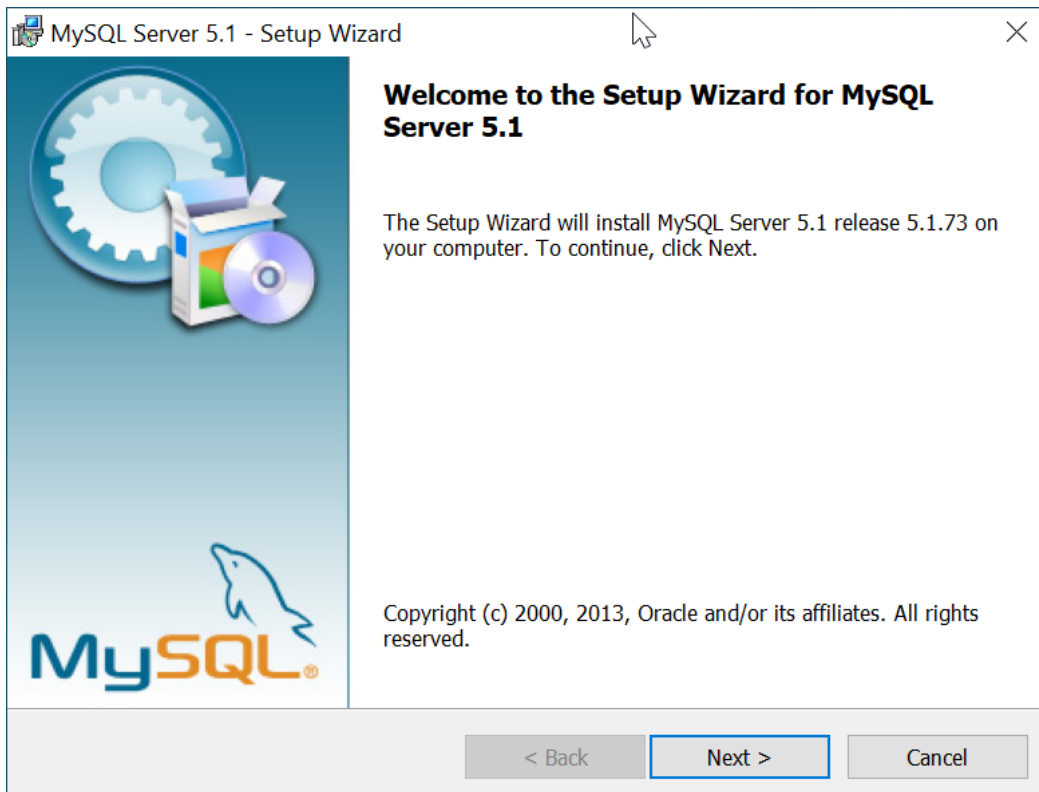 MySQL Server 5.1 - Setup Wizard
Welcome to the Setup Wizard for MySQL
Server 5.1
The Setup Wizard will install MySQL Server 5.1 release 5.1.73 on
your computer. To continue, click Next.
Copyright (c) 2000, 2013, Oracle and/or its affiliates. All rights
reserved.
MySQL®
< Back
Next >
Cancel